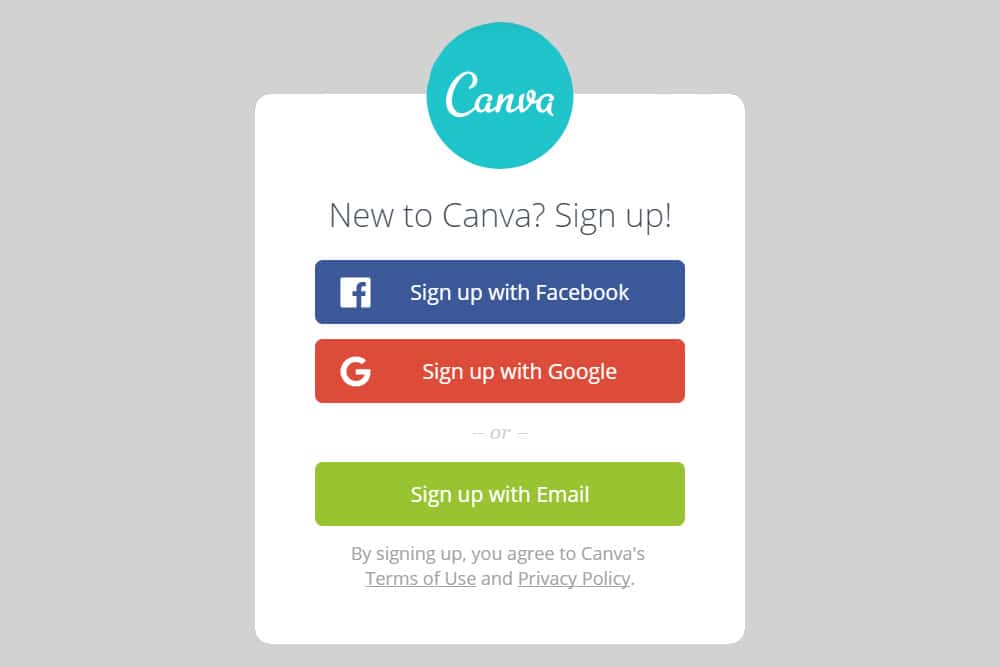 Canva
New to Canva? Sign up!
Sign up with Facebook
Sign up with Google
– or –
Sign up with Email
By signing up, you agree to Canva's
Terms of Use and Privacy Policy.